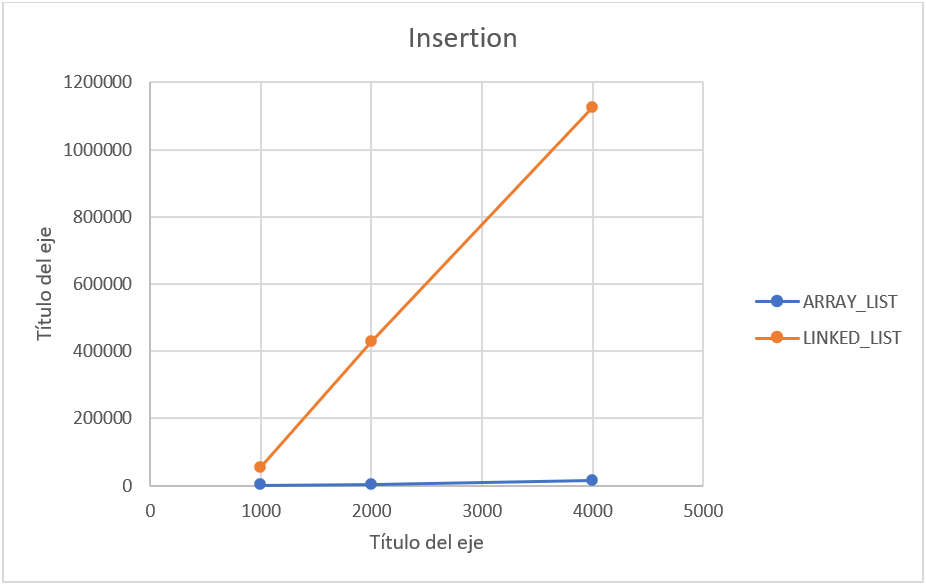 Insertion
1200000
1000000
800000
600000
400000
200000
0
Título del eje
0 1000 2000 3000 4000 5000
Título del eje
ARRAY_LIST
LINKED_LIST